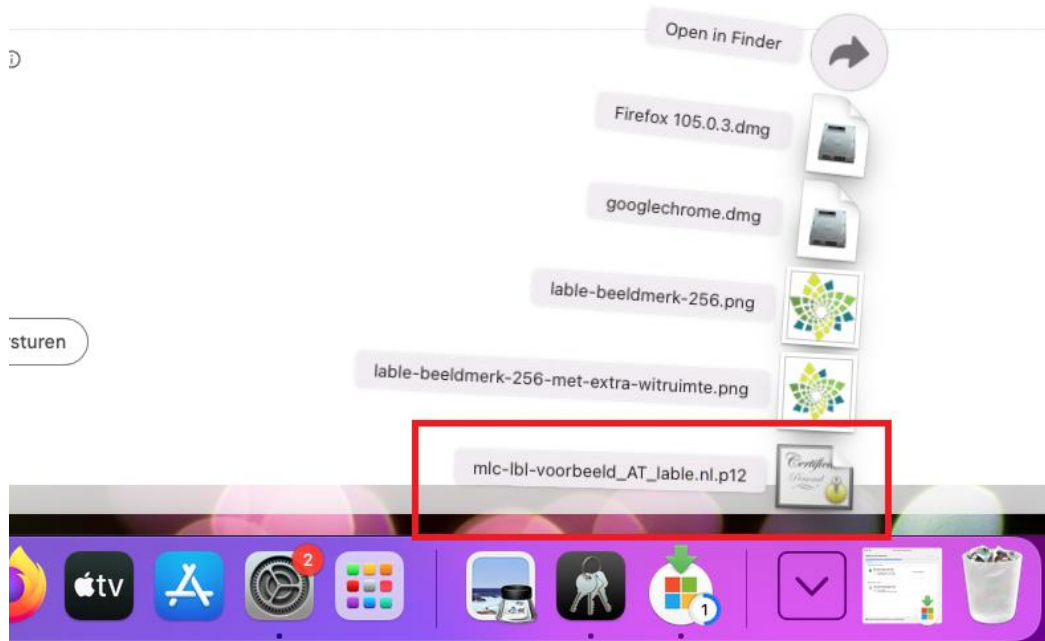 Open in Finder
Firefox 105.0.3.dmg
googlechrome.dmg
lable-beeldmerk-256.png
rsturen
lable-beeldmerk-256-met-extra-witruimte.png
mlc-lbl-voorbeeld_AT_lable.nl.p12
tv
2
1